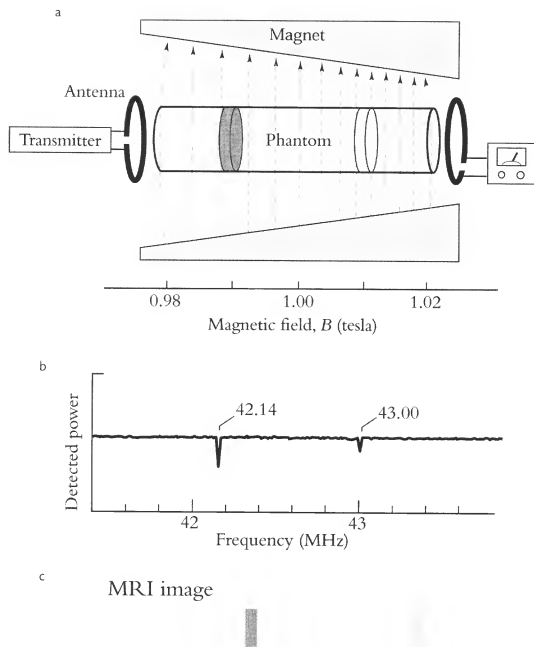 a
Magnet
Antenna
Transmitter
Phantom
0.98 1.00 1.02
Magnetic field, B (tesla)
b
Detected power
42.14
43.00
42 43
Frequency (MHz)
c
MRI image